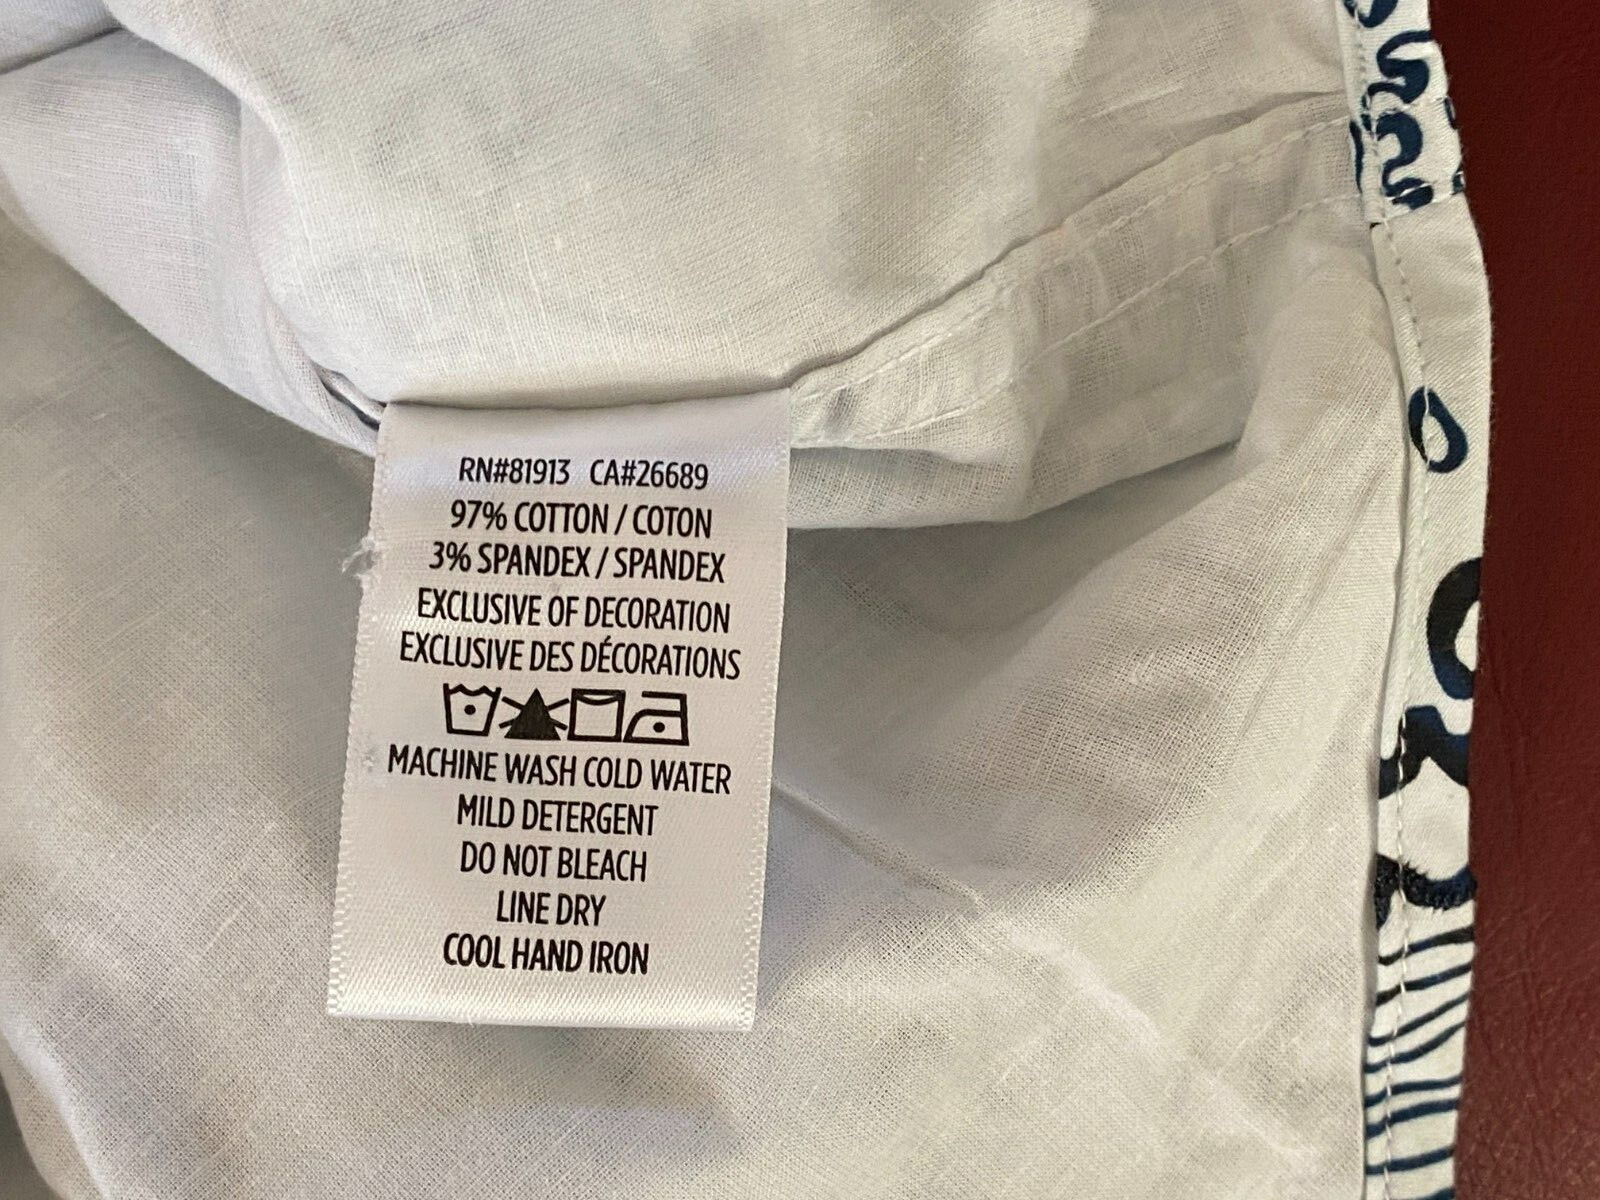 RN#81913 CA#26689
97% COTTON / COTON
3% SPANDEX / SPANDEX
EXCLUSIVE OF DECORATION
EXCLUSIVE DES DÉCORATIONS
MACHINE WASH COLD WATER
MILD DETERGENT
DO NOT BLEACH
LINE DRY
COOL HAND IRON